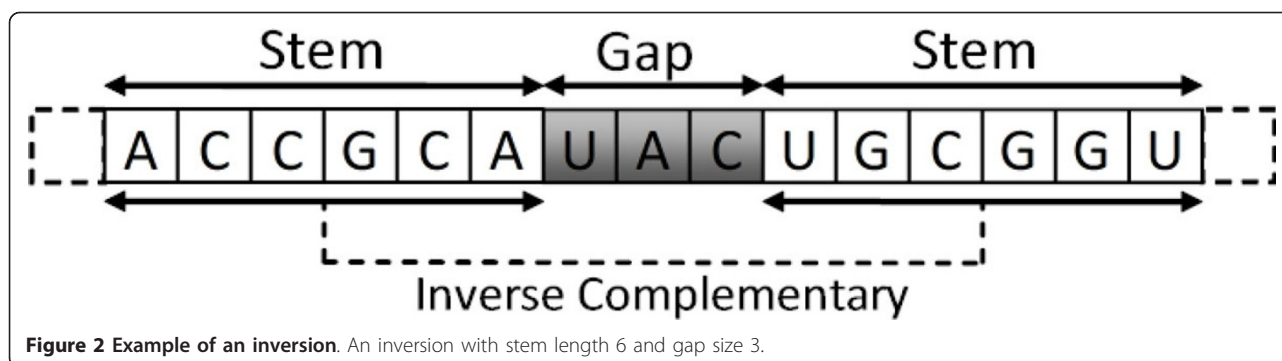 Stem Gap Stem
A C C G C A U A C U G C G G U
Inverse Complementary
Figure 2 Example of an inversion. An inversion with stem length 6 and gap size 3.